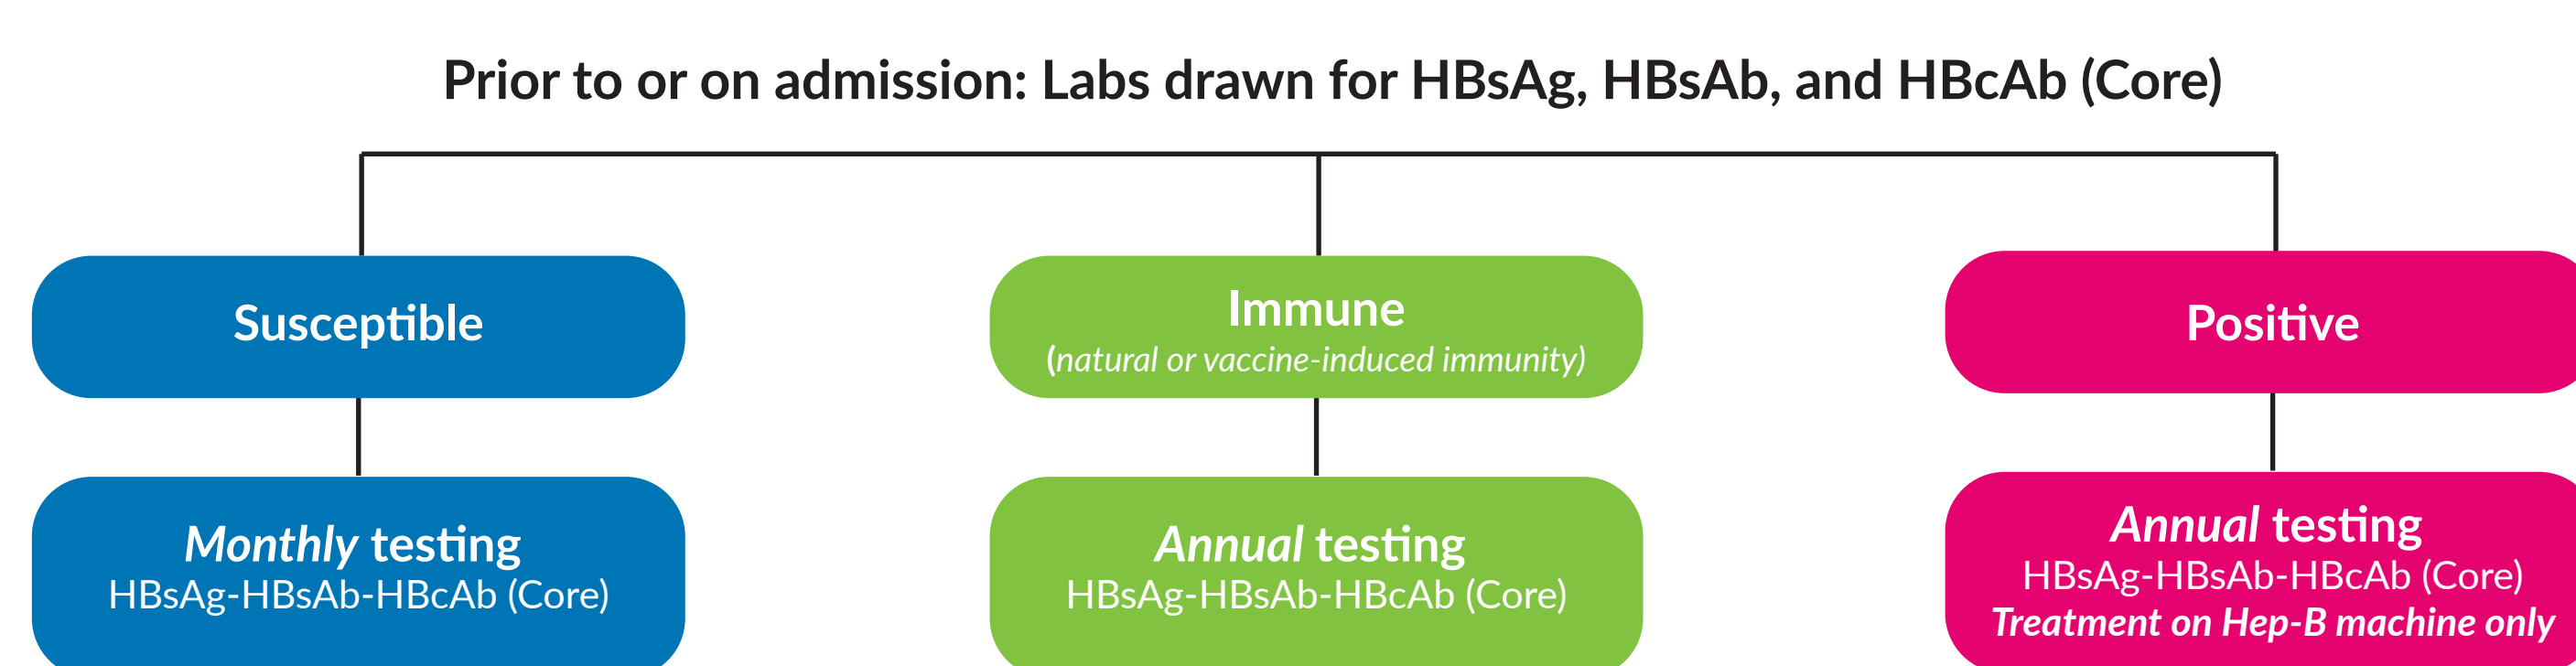 Prior to or on admission: Labs drawn for HBsAg, HBsAb, and HBcAb (Core)
Susceptible
Immune
(natural or vaccine-induced immunity)
Positive
Monthly testing
HBsAg-HBsAb-HBcAb (Core)
Annual testing
HBsAg-HBsAb-HBcAb (Core)
Annual testing
HBsAg-HBsAb-HBcAb (Core)
Treatment on Hep-B machine only